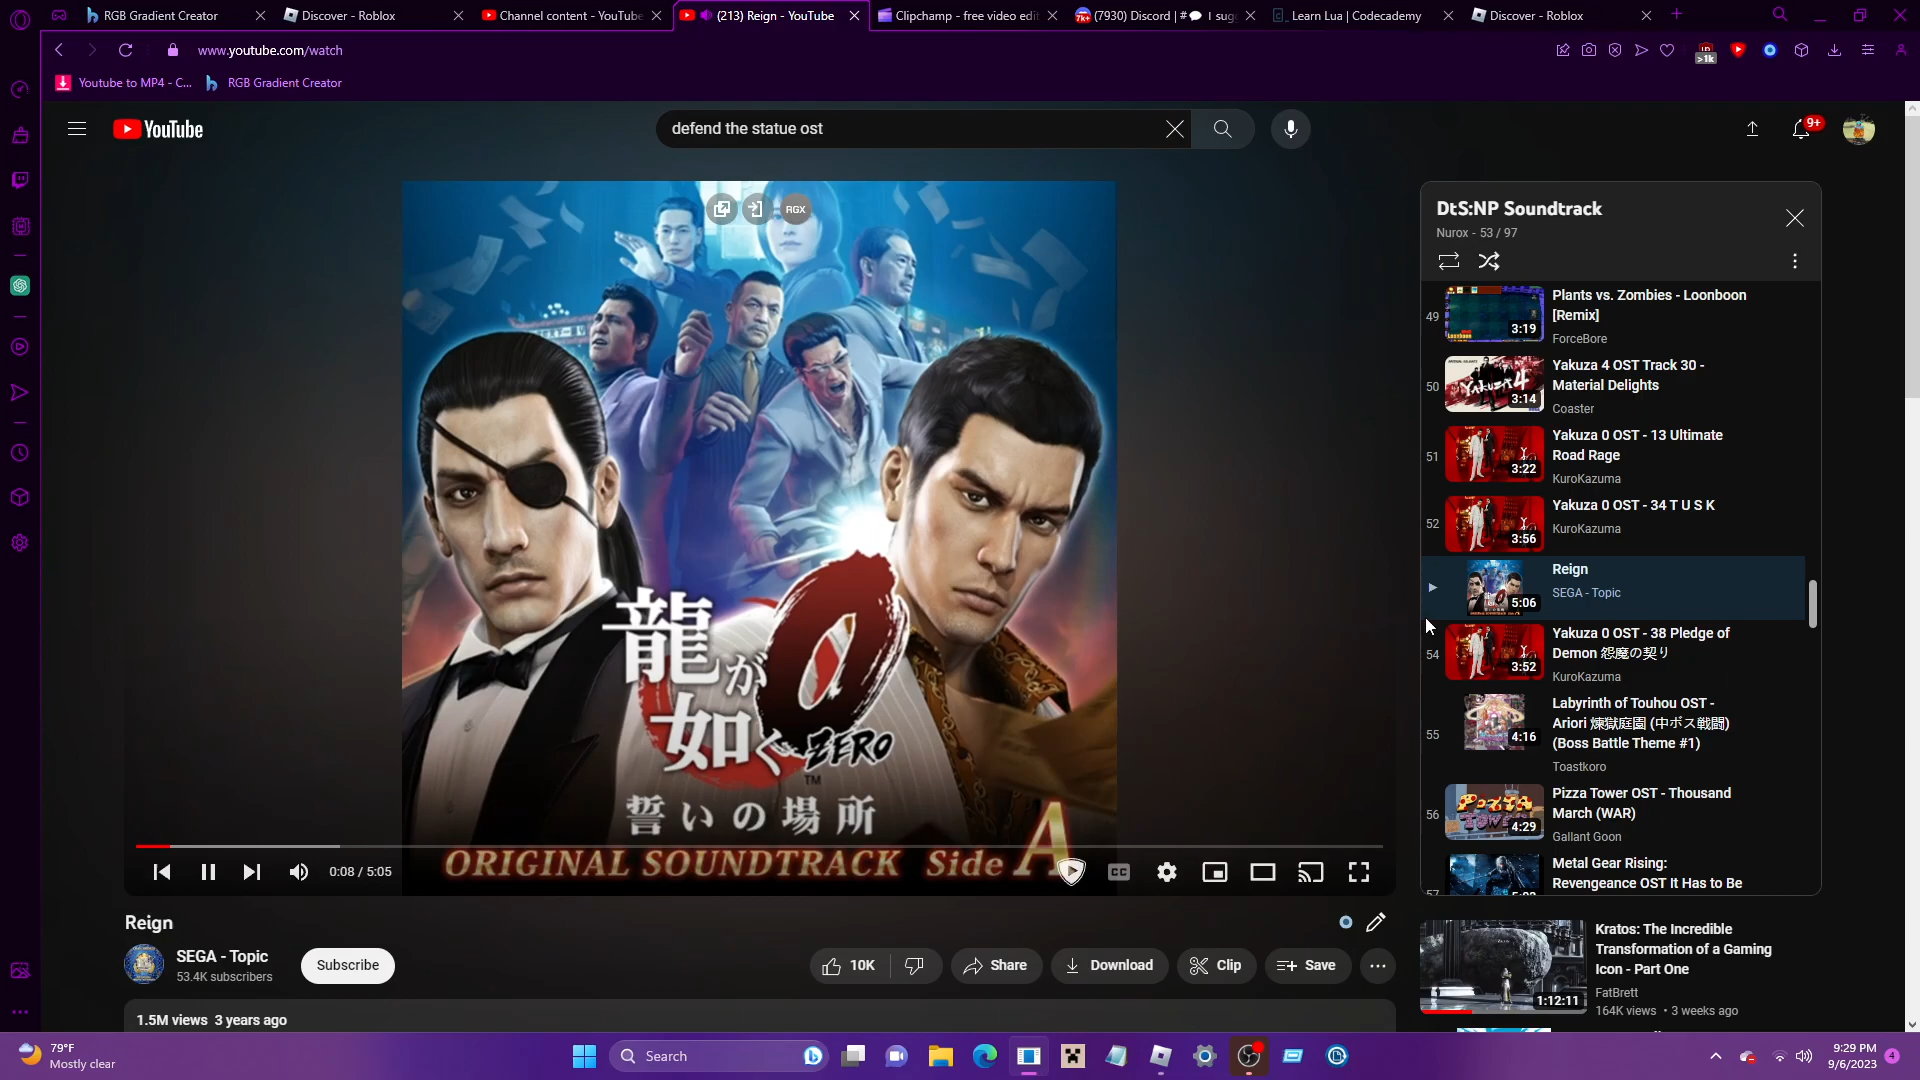 RGB Gradient Creator
Discover - Roblox
Channel content - YouTube
(213) Reign - YouTube
Clipchamp - free video edit
(7930) Discord | #💬 I sug
Learn Lua | Codecademy
Discover - Roblox
www.youtube.com/watch
>1k
Youtube to MP4 - C...
RGB Gradient Creator
YouTube
defend the statue ost
9+
RGX
龍が如く0 ZERO
TM
誓いの場所
ORIGINAL SOUNDTRACK Side A
0:08 / 5:05
CC
Reign
SEGA - Topic
53.4K subscribers
Subscribe
10K
Share
Download
Clip
Save
1.5M views 3 years ago
DtS:NP Soundtrack
Nurox - 53 / 97
49
3:19
Plants vs. Zombies - Loonboon
[Remix]
ForceBore
50
YAKUZA 4
3:14
Yakuza 4 OST Track 30 -
Material Delights
Coaster
51
3:22
Yakuza 0 OST - 13 Ultimate
Road Rage
KuroKazuma
52
3:56
Yakuza 0 OST - 34 T U S K
KuroKazuma
5:06
Reign
SEGA - Topic
54
3:52
Yakuza 0 OST - 38 Pledge of
Demon 怨魔の契り
KuroKazuma
55
4:16
Labyrinth of Touhou OST -
Ariori 煉獄庭園 (中ボス戦闘)
(Boss Battle Theme #1)
Toastkoro
56
PIZZA TOWER
4:29
Pizza Tower OST - Thousand
March (WAR)
Gallant Goon
57
Metal Gear Rising:
Revengeance OST It Has to Be
1:12:11
Kratos: The Incredible
Transformation of a Gaming
Icon - Part One
FatBrett
164K views • 3 weeks ago
79°F
Mostly clear
Search
9:29 PM
9/6/2023
4